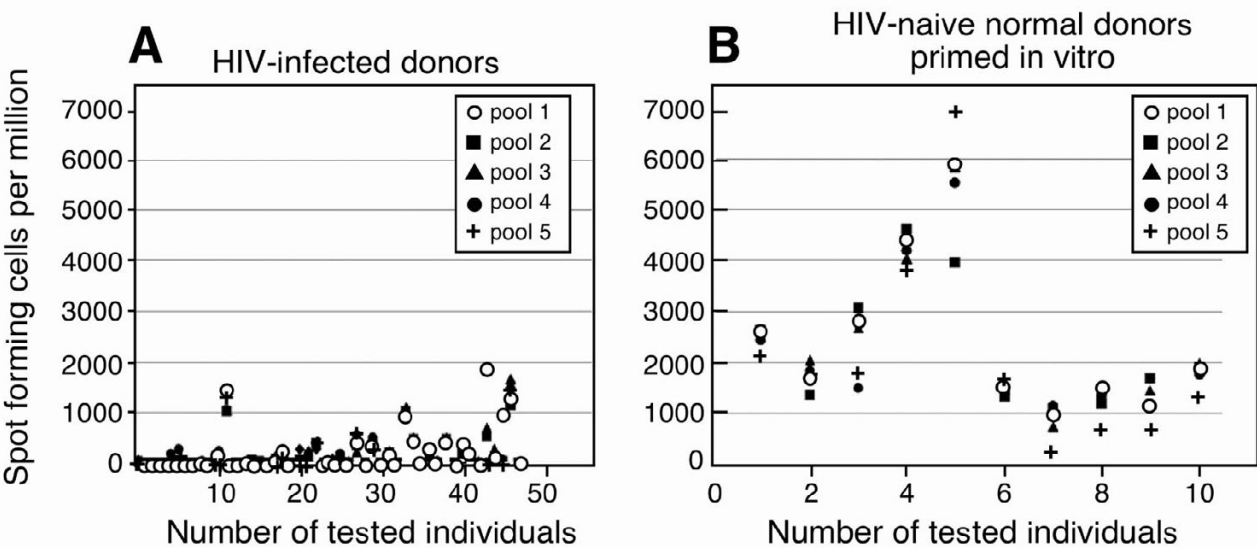 A
HIV-infected donors
Spot forming cells per million
7000
6000
5000
4000
3000
2000
1000
0
pool 1
pool 2
pool 3
pool 4
pool 5
10
20
30
40
50
Number of tested individuals
B
HIV-naive normal donors
primed in vitro
7000
6000
5000
4000
3000
2000
1000
0
pool 1
pool 2
pool 3
pool 4
pool 5
0
2
4
6
8
10
Number of tested individuals